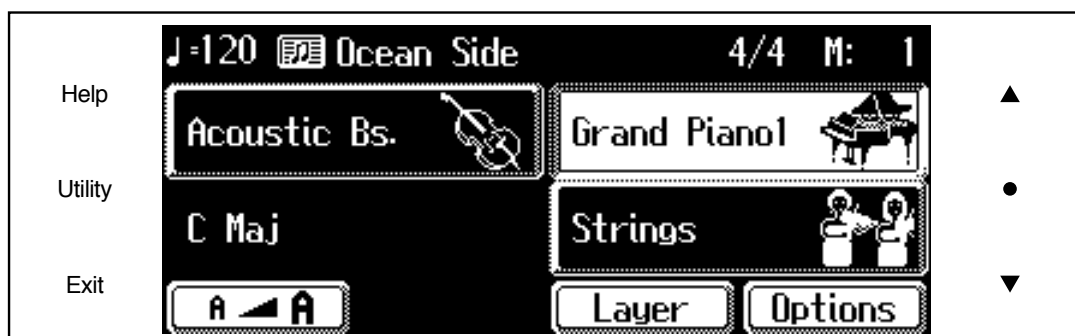 ♩=120 Ocean Side 4/4 M: 1
Help
Acoustic Bs. Grand Piano1
Utility
C Maj Strings
Exit
A A Layer Options